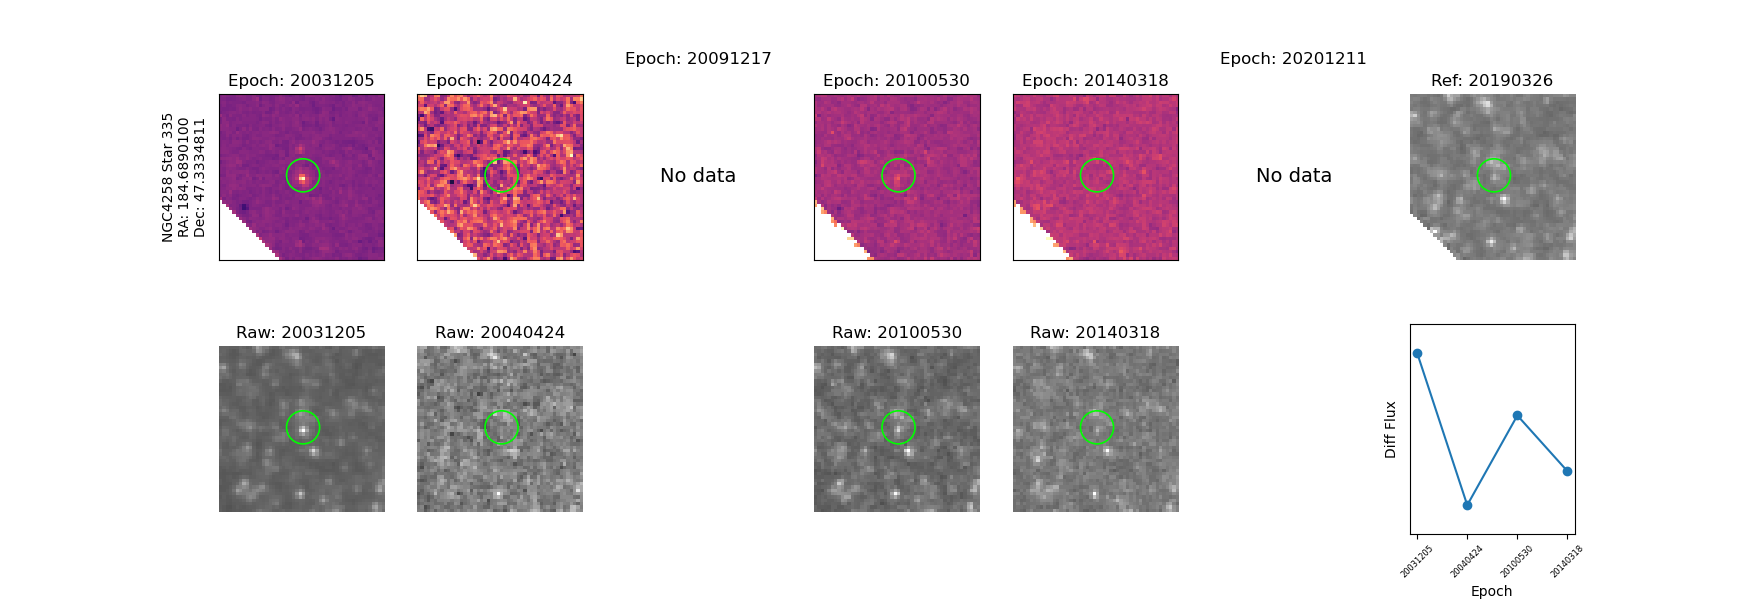 Epoch: 20091217
Epoch: 20201211
Epoch: 20031205
Epoch: 20040424
Epoch: 20100530
Epoch: 20140318
Ref: 20190326
NGC4258 Star 335
RA: 184.6890100
Dec: 47.3334811
No data
No data
Raw: 20031205
Raw: 20040424
Raw: 20100530
Raw: 20140318
Diff Flux
20031205
20040424
20100530
20140318
Epoch